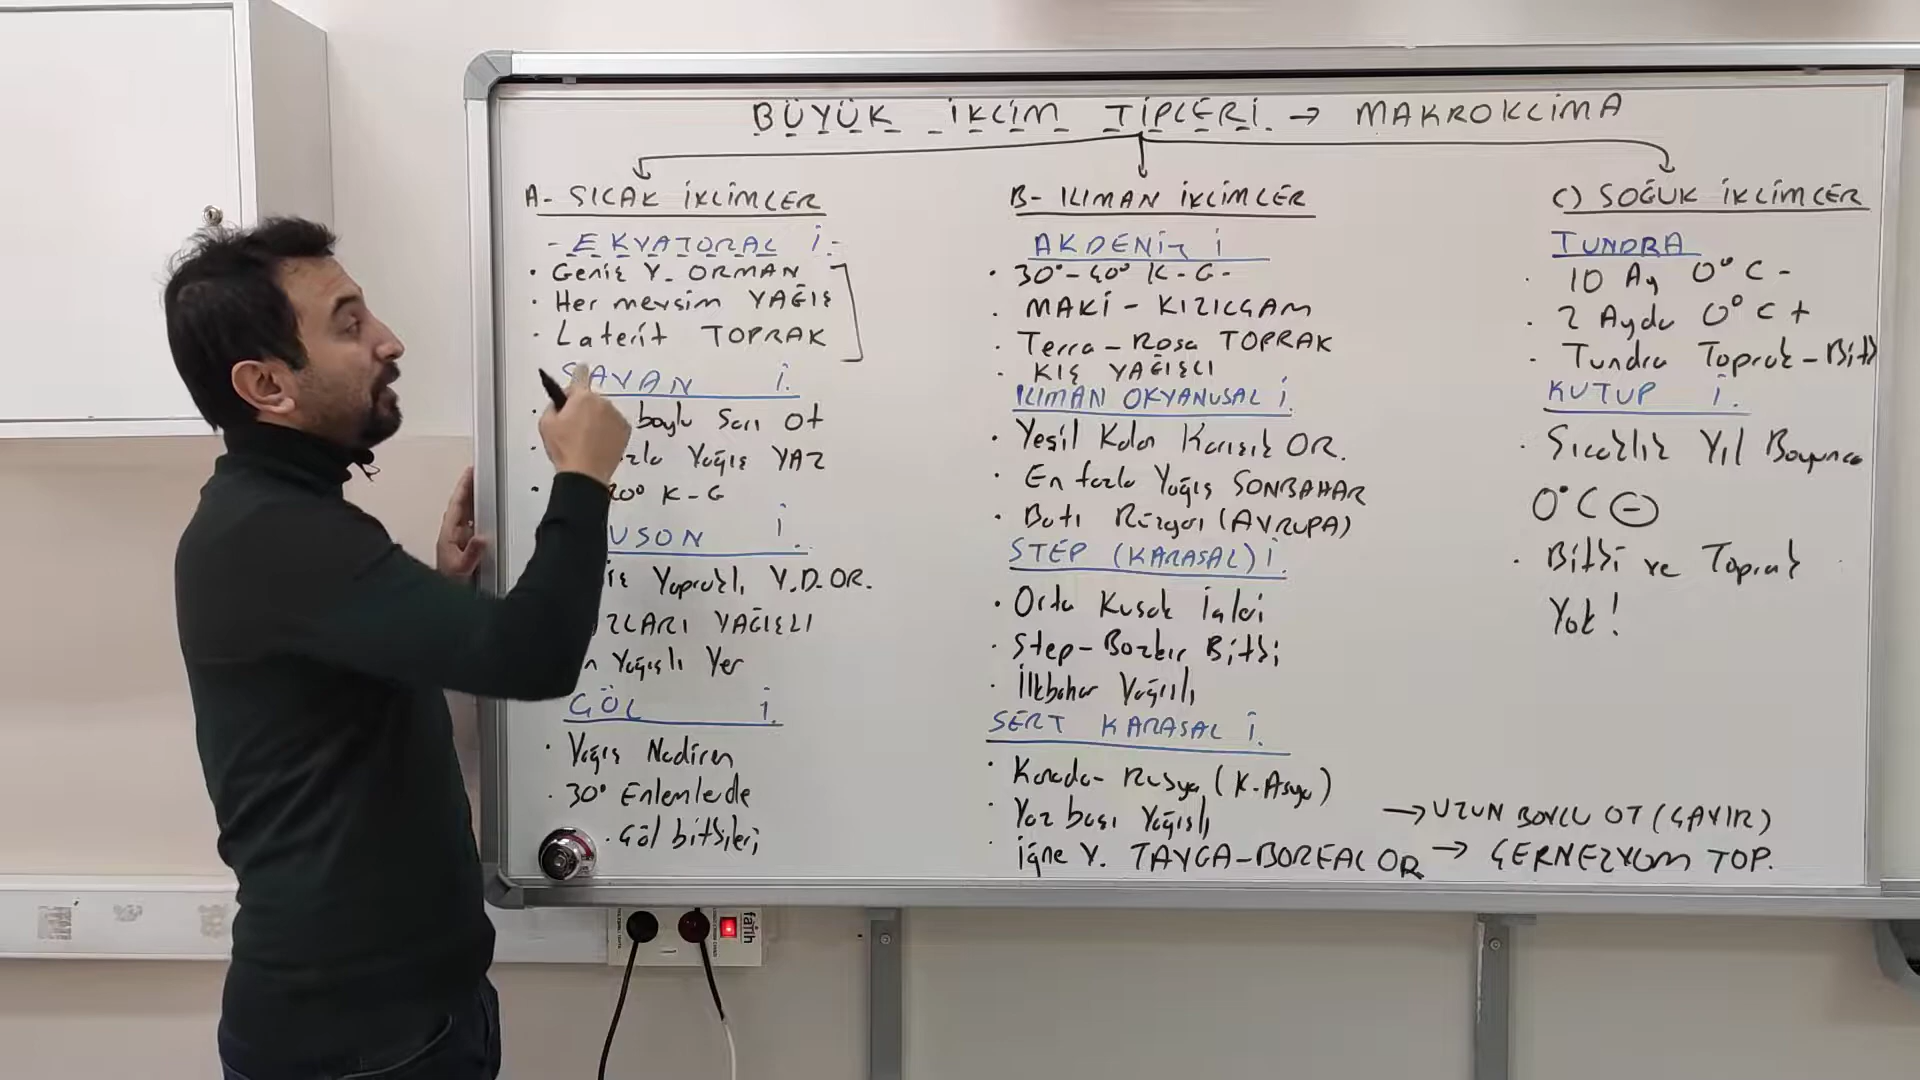 BÜYÜK İKLİM TİPLERİ → MAKROKLİMA
A- SICAK İKLİMLER
- EKVATORAL İ. -
• Geniş Y. ORMAN
• Her mevsim YAĞIŞ
• Laterit TOPRAK
SAVAN İ.
boylu Sarı Ot
Yağış YAZ
20° K-G
USON İ.
Yapraklı Y.D.OR.
ZLARI YAĞIŞLI
n Yağışlı Yer
ÇÖL İ.
• Yağış Nadiren
• 30° Enlemlerde
• Çöl bitkileri
B- ILIMAN İKLİMLER
AKDENİZ İ
• 30°-40° K-G-
• MAKİ - KIZILÇAM
• Terra-Rosa TOPRAK
• KIŞ YAĞIŞLI
ILIMAN OKYANUSAL İ.
• Yeşil Kalan Karışık OR.
• En fazla Yağış SONBAHAR
• Batı Rüzgarı (AVRUPA)
STEP (KARASAL) İ.
• Orta Kuşak İçleri
• Step-Bozkır Bitki
• İlkbahar Yağışlı
SERT KARASAL İ.
• Kanada-Rusya (K-Asya)
• Yaz başı Yağışlı → UZUN BOYLU OT (ÇAYIR)
• İğne Y. TAYGA-BOREAL OR → ÇERNEZYOM TOP.
C) SOĞUK İKLİMLER
TUNDRA
• 10 Ay 0°C -
• 2 Ayda 0°C +
• Tundra Toprak-Bitk
KUTUP İ.
• Sıcaklık Yıl Boyunca
0°C ⊖
• Bitki ve Toprak
Yok!
fatih